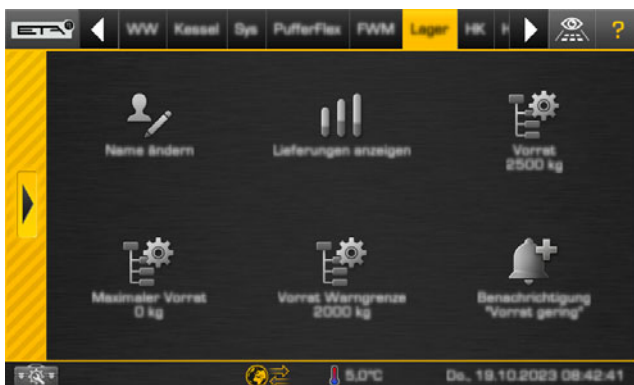 ETA
WW Kessel Sys PufferFlex FWM Lager HK
?
Name ändern
Lieferungen anzeigen
Vorrat
2500 kg
Maximaler Vorrat
0 kg
Vorrat Warngrenze
2000 kg
Benachrichtigung
"Vorrat gering"
5,0°C
Do., 19.10.2023 08:42:41